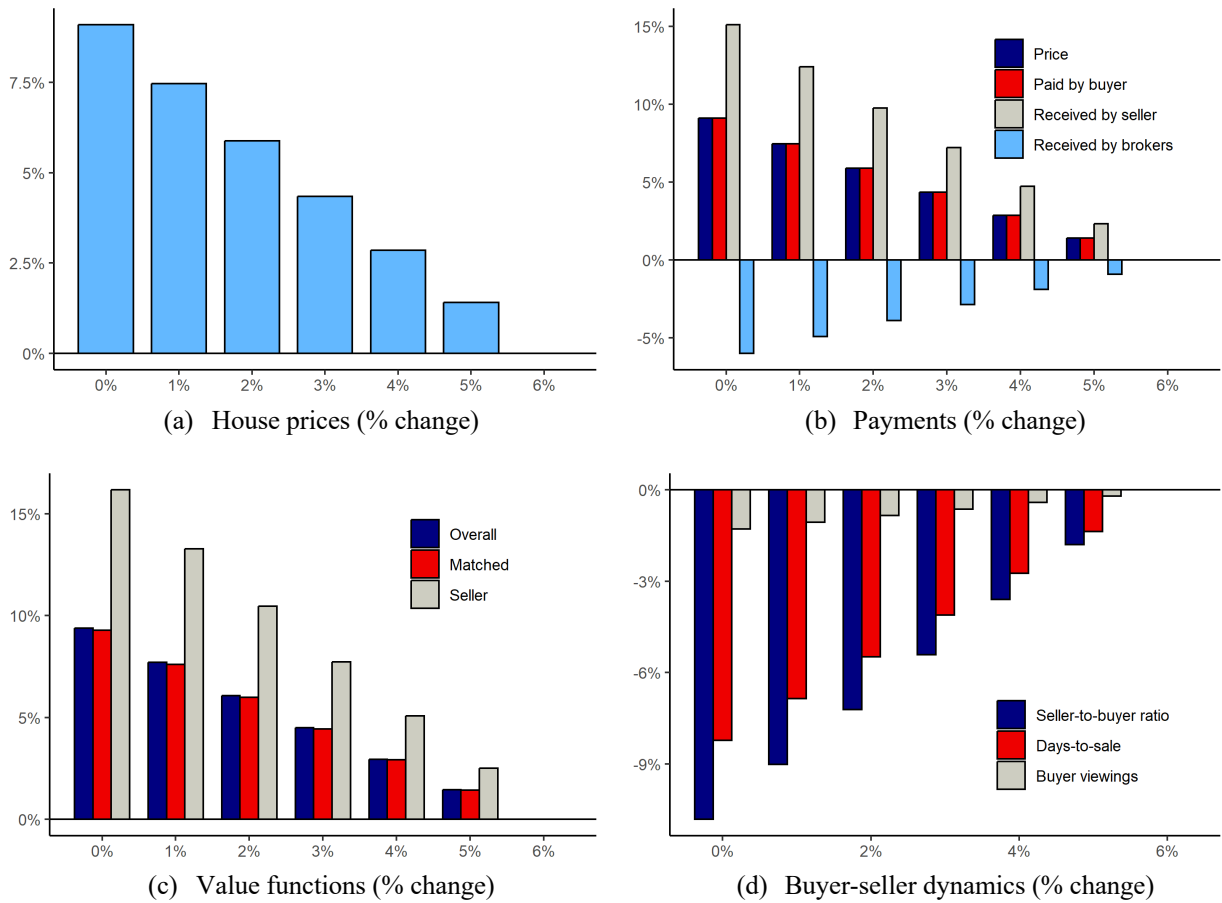 7.5%
5%
2.5%
0%
0% 1% 2% 3% 4% 5% 6%
(a) House prices (% change)
15%
10%
5%
0%
-5%
Price
Paid by buyer
Received by seller
Received by brokers
0% 1% 2% 3% 4% 5% 6%
(b) Payments (% change)
15%
10%
5%
0%
Overall
Matched
Seller
0% 1% 2% 3% 4% 5% 6%
(c) Value functions (% change)
0%
-3%
-6%
-9%
Seller-to-buyer ratio
Days-to-sale
Buyer viewings
0% 2% 4% 6%
(d) Buyer-seller dynamics (% change)